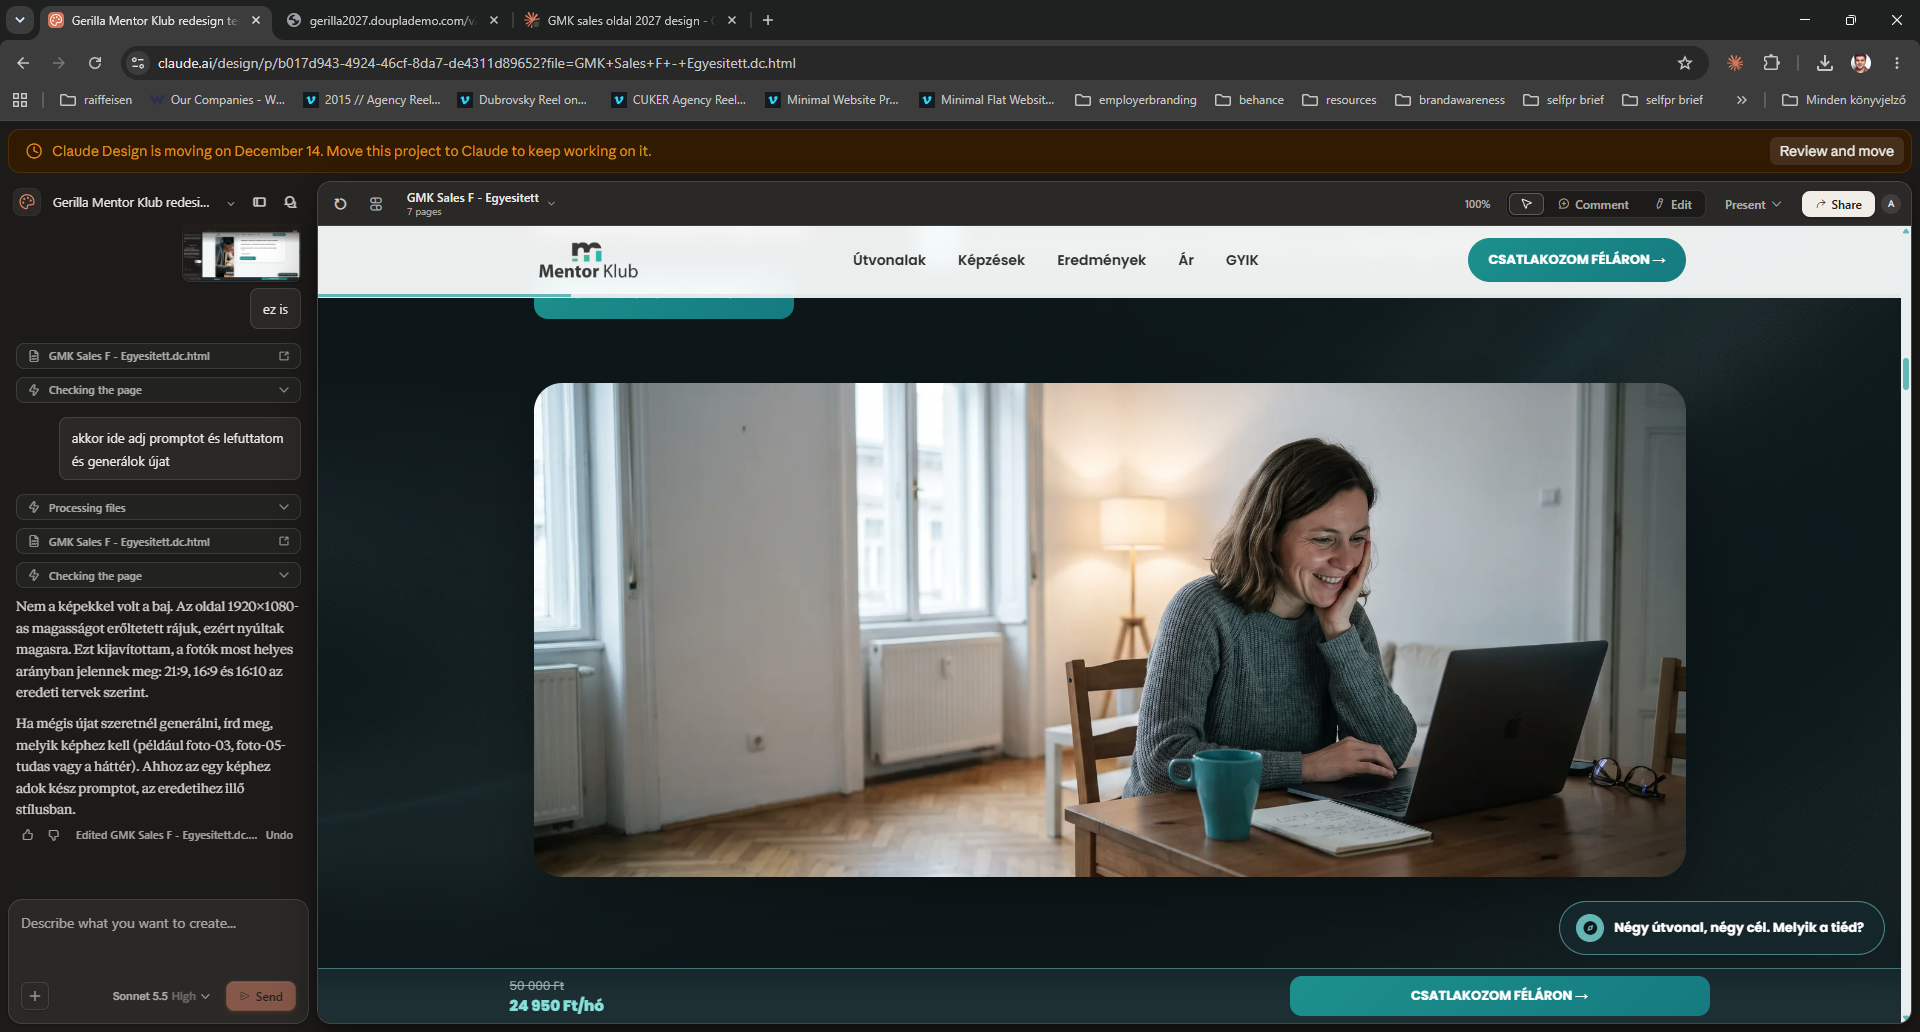 Gerilla Mentor Klub redesign te
gerilla2027.douplademo.com/v
GMK sales oldal 2027 design -
claude.ai/design/p/b017d943-4924-46cf-8da7-de4311d89652?file=GMK+Sales+F+-+Egyesitett.dc.html
raiffeisen
Our Companies - W...
2015 // Agency Reel...
Dubrovsky Reel on...
CUKER Agency Reel...
Minimal Website Pr...
Minimal Flat Websit...
employerbranding
behance
resources
brandawareness
selfpr brief
selfpr brief
Minden könyvjelző
Claude Design is moving on December 14. Move this project to Claude to keep working on it.
Review and move
Gerilla Mentor Klub redesi...
GMK Sales F - Egyesitett
7 pages
100%
Comment
Edit
Present
Share
A
ez is
GMK Sales F - Egyesitett.dc.html
Checking the page
akkor ide adj promptot és lefuttatom
és generálok újat
Processing files
GMK Sales F - Egyesitett.dc.html
Checking the page
Nem a képekkel volt a baj. Az oldal 1920×1080-
as magasságot erőltetett rájuk, ezért nyúltak
magasra. Ezt kijavítottam, a fotók most helyes
arányban jelennek meg: 21:9, 16:9 és 16:10 az
eredeti tervek szerint.
Ha mégis újat szeretnél generálni, írd meg,
melyik képhez kell (például foto-03, foto-05-
tudas vagy a háttér). Ahhoz az egy képhez
adok kész promptot, az eredetihez illő
stílusban.
Edited GMK Sales F - Egyesitett.dc....
Undo
Describe what you want to create...
Sonnet 5.5 High
Send
m
Mentor Klub
Útvonalak
Képzések
Eredmények
Ár
GYIK
CSATLAKOZOM FÉLÁRON →
Négy útvonal, négy cél. Melyik a tiéd?
50 000 Ft
24 950 Ft/hó
CSATLAKOZOM FÉLÁRON →